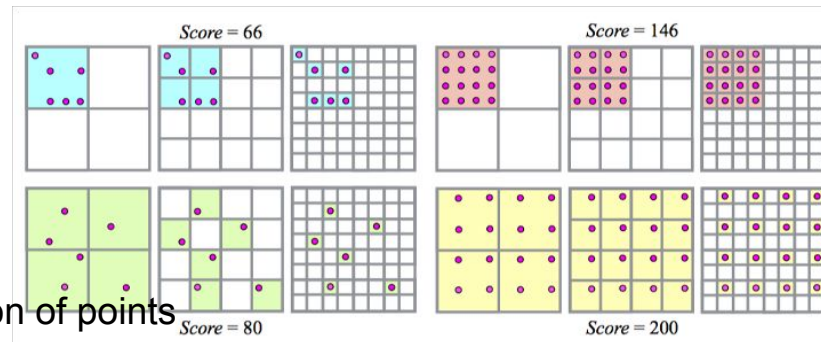 Score = 66
Score = 146
on of points
Score = 80
Score = 200